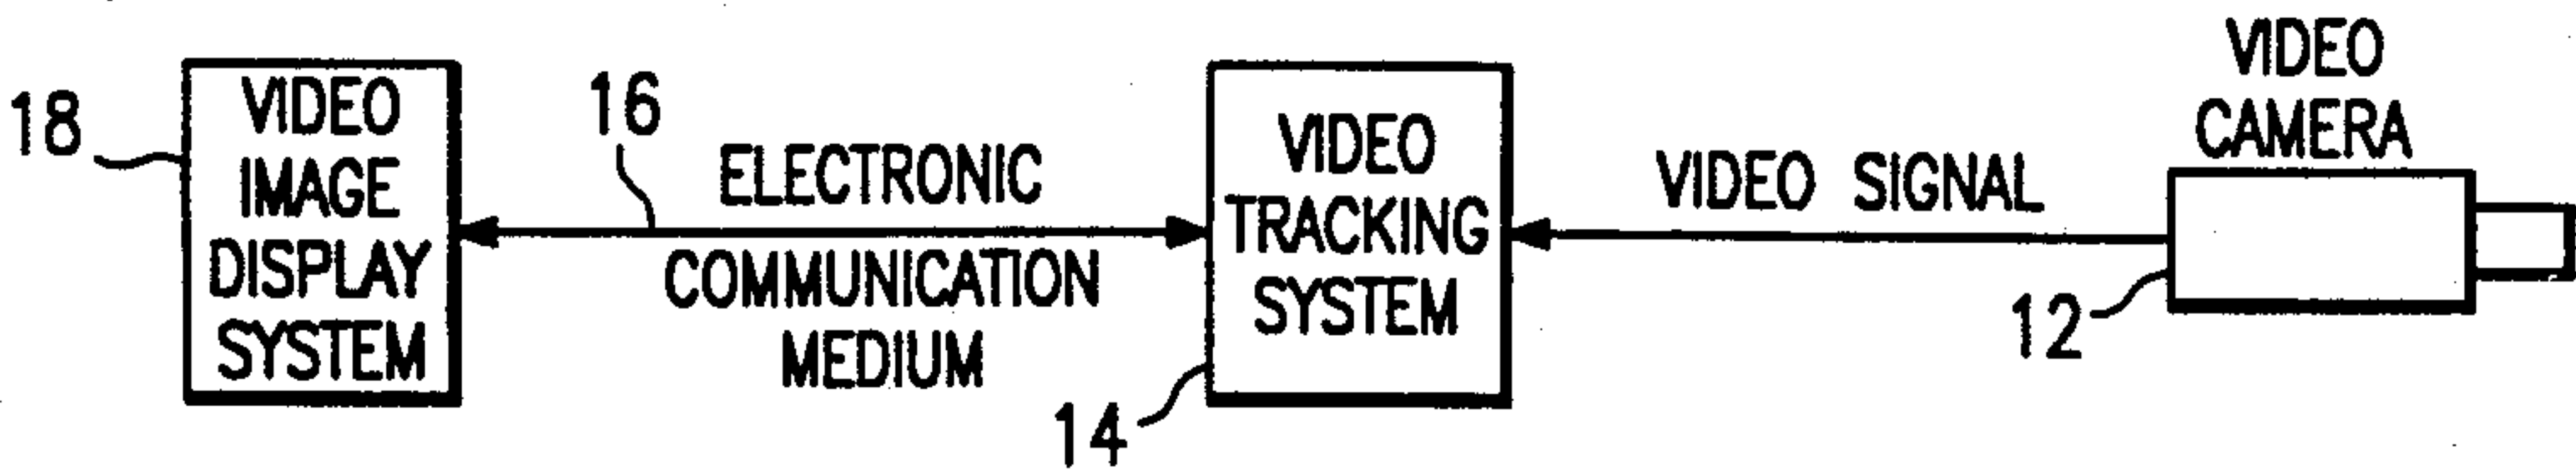 18
VIDEO
IMAGE
DISPLAY
SYSTEM
16
ELECTRONIC
COMMUNICATION
MEDIUM
VIDEO
TRACKING
SYSTEM
14
VIDEO SIGNAL
VIDEO
CAMERA
12